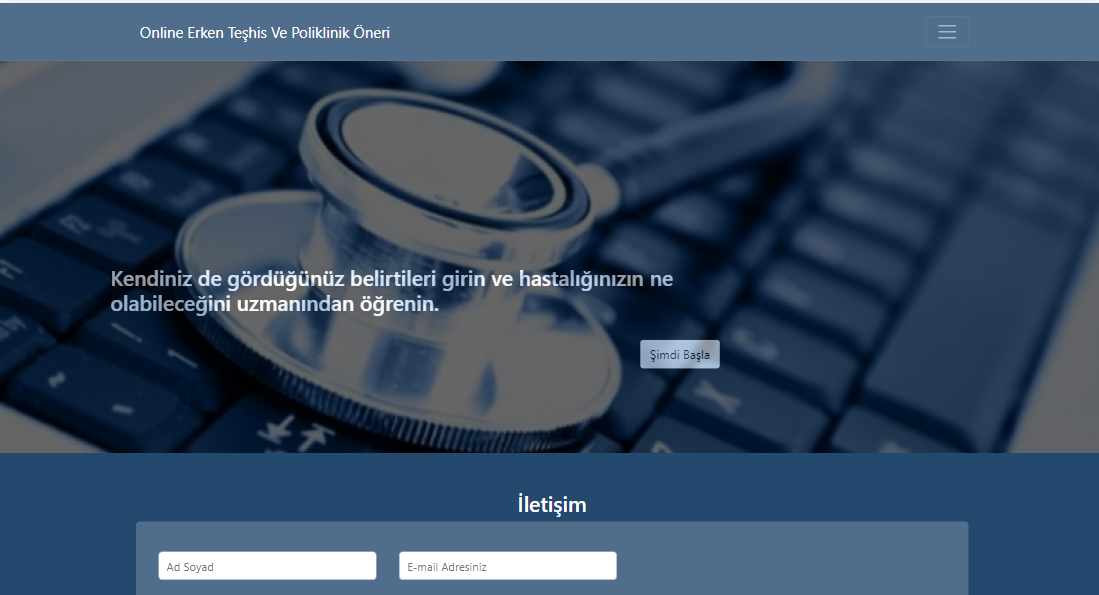 Online Erken Teşhis Ve Poliklinik Öneri
Kendiniz de gördüğünüz belirtileri girin ve hastalığınızın ne
olabileceğini uzmanından öğrenin.
Şimdi Başla
İletişim
Ad Soyad
E-mail Adresiniz